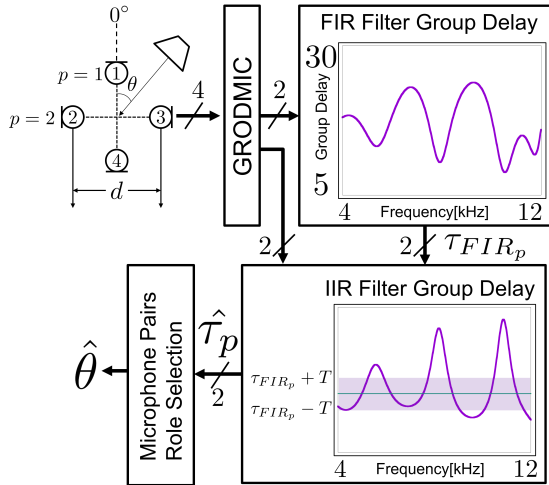 0°
p = 1
1
θ
p = 2
2
3
4
d
4
GRODMIC
2
2
FIR Filter Group Delay
30
Group Delay
5
4
Frequency[kHz]
12
2
τ_{FIR_p}
IIR Filter Group Delay
τ_{FIR_p} + T
τ_{FIR_p} − T
4
Frequency[kHz]
12
τ̂_p
2
Microphone Pairs
Role Selection
θ̂